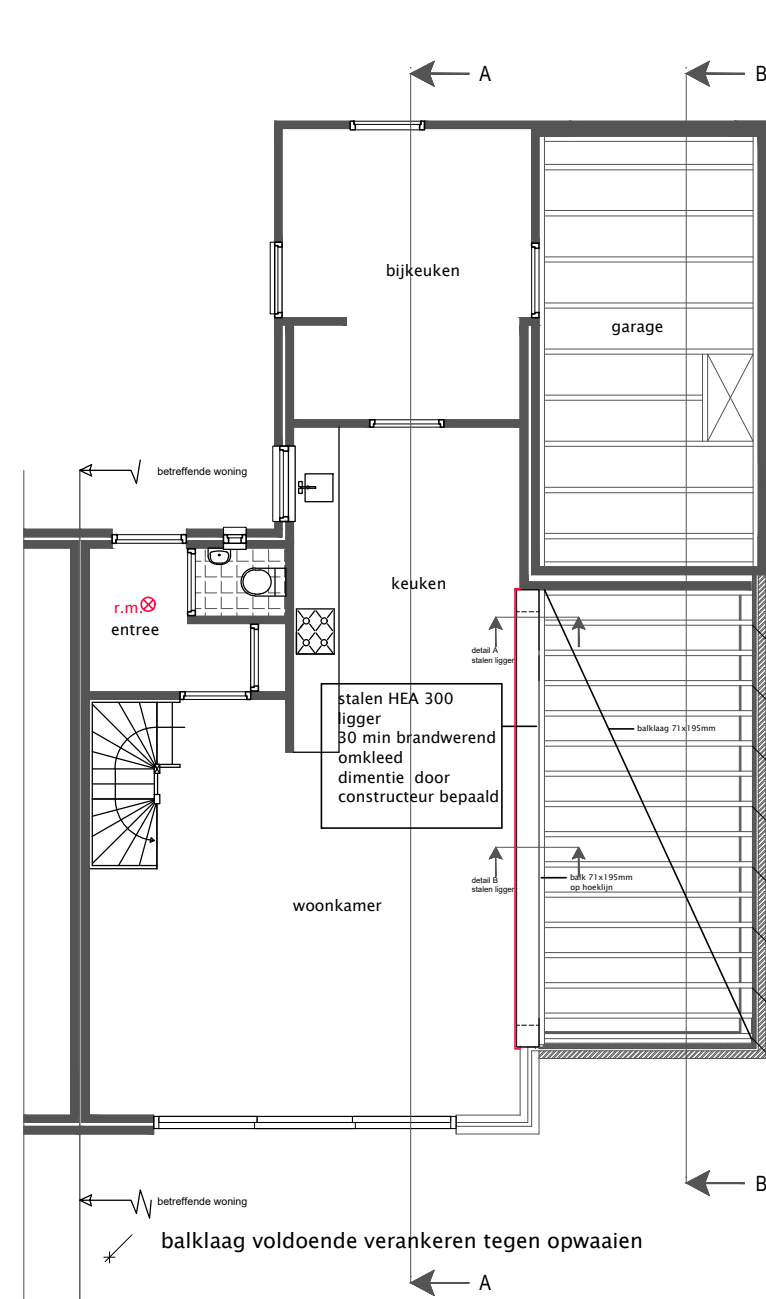 A
B
bijkeuken
garage
betreffende woning
keuken
r.m.
entree
detail A
stalen ligger
stalen HEA 300
ligger
30 min brandwerend
omkleed
dimentie door
constructeur bepaald
balklaag 71x195mm
detail B
stalen ligger
balk 71x195mm
op hoeklijn
woonkamer
B
betreffende woning
balklaag voldoende verankeren tegen opwaaien
A